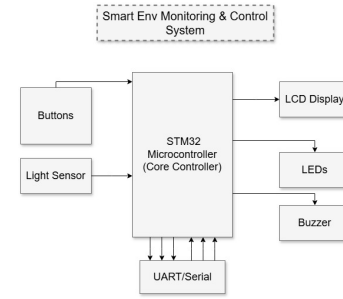 Smart Env Monitoring & Control
System
Buttons
Light Sensor
STM32
Microcontroller
(Core Controller)
LCD Display
LEDs
Buzzer
UART/Serial